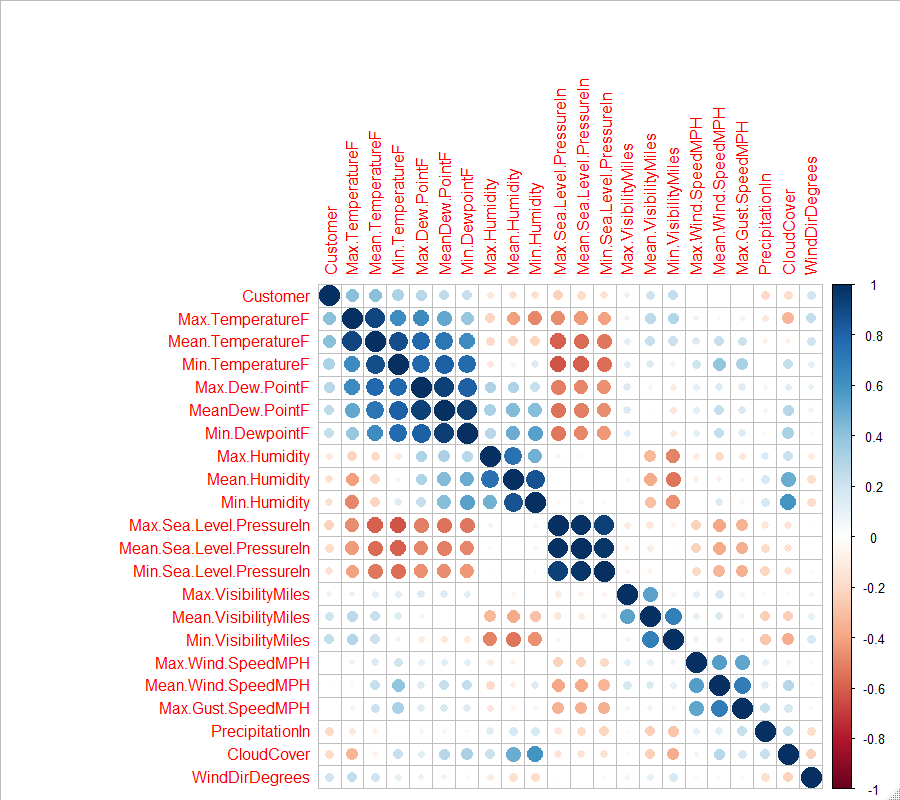 Customer
Max.TemperatureF
Mean.TemperatureF
Min.TemperatureF
Max.Dew.PointF
MeanDew.PointF
Min.DewpointF
Max.Humidity
Mean.Humidity
Min.Humidity
Max.Sea.Level.PressureIn
Mean.Sea.Level.PressureIn
Min.Sea.Level.PressureIn
Max.VisibilityMiles
Mean.VisibilityMiles
Min.VisibilityMiles
Max.Wind.SpeedMPH
Mean.Wind.SpeedMPH
Max.Gust.SpeedMPH
PrecipitationIn
CloudCover
WindDirDegrees
Customer
Max.TemperatureF
Mean.TemperatureF
Min.TemperatureF
Max.Dew.PointF
MeanDew.PointF
Min.DewpointF
Max.Humidity
Mean.Humidity
Min.Humidity
Max.Sea.Level.PressureIn
Mean.Sea.Level.PressureIn
Min.Sea.Level.PressureIn
Max.VisibilityMiles
Mean.VisibilityMiles
Min.VisibilityMiles
Max.Wind.SpeedMPH
Mean.Wind.SpeedMPH
Max.Gust.SpeedMPH
PrecipitationIn
CloudCover
WindDirDegrees
1
0.8
0.6
0.4
0.2
0
-0.2
-0.4
-0.6
-0.8
-1